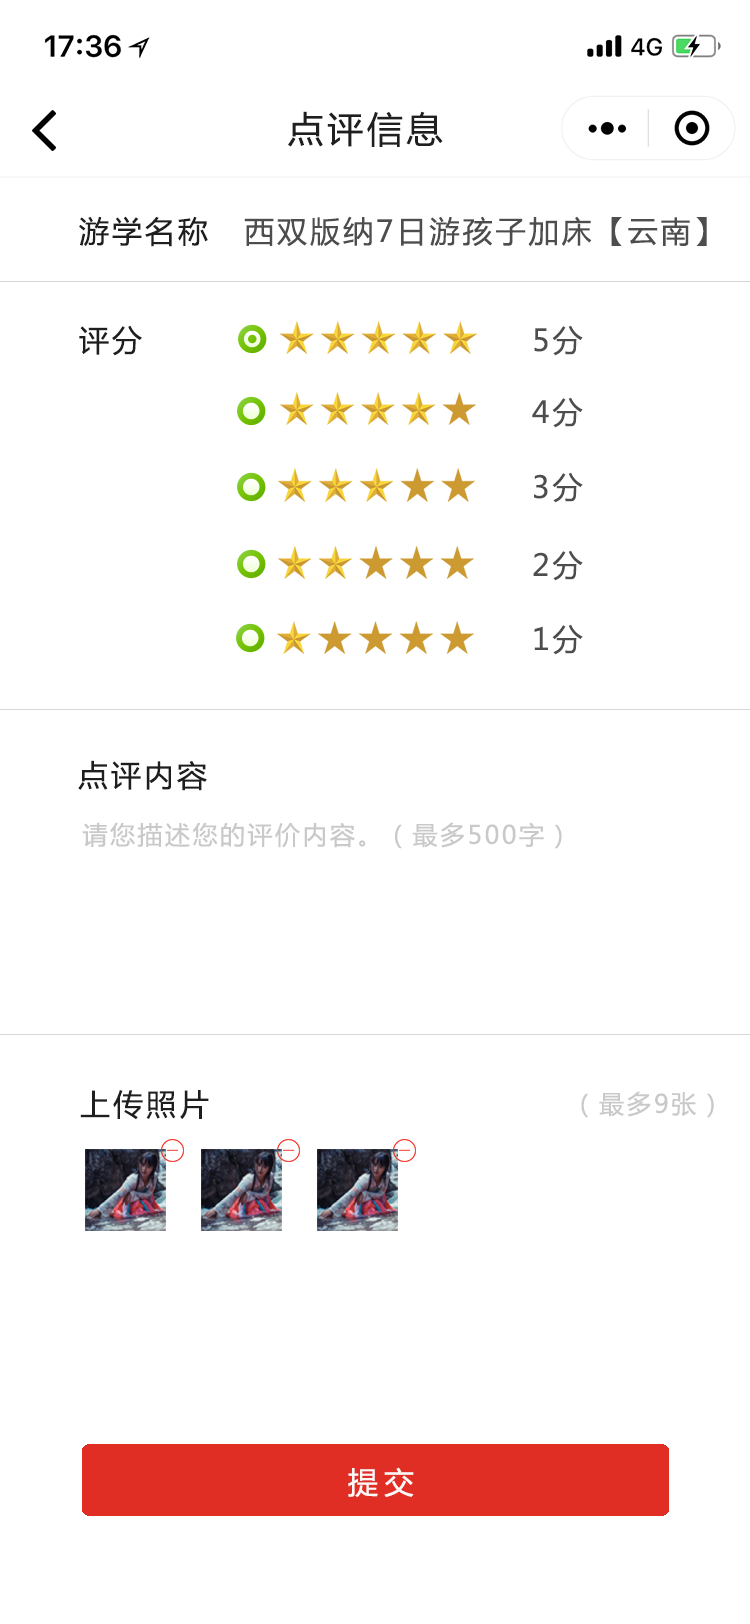 17:36 4G
点评信息
游学名称 西双版纳7日游孩子加床【云南】
评分 5分
4分
3分
2分
1分
点评内容
请您描述您的评价内容。（最多500字）
上传照片 （最多9张）
提交